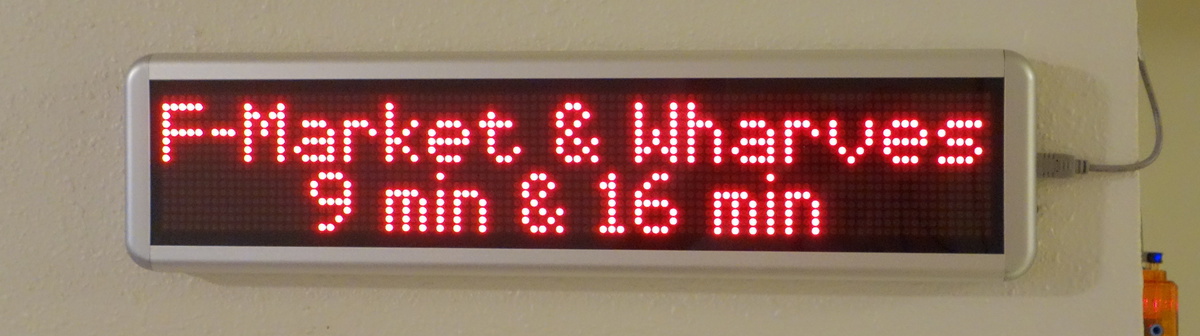 F-Market & Wharves
9 min & 16 min